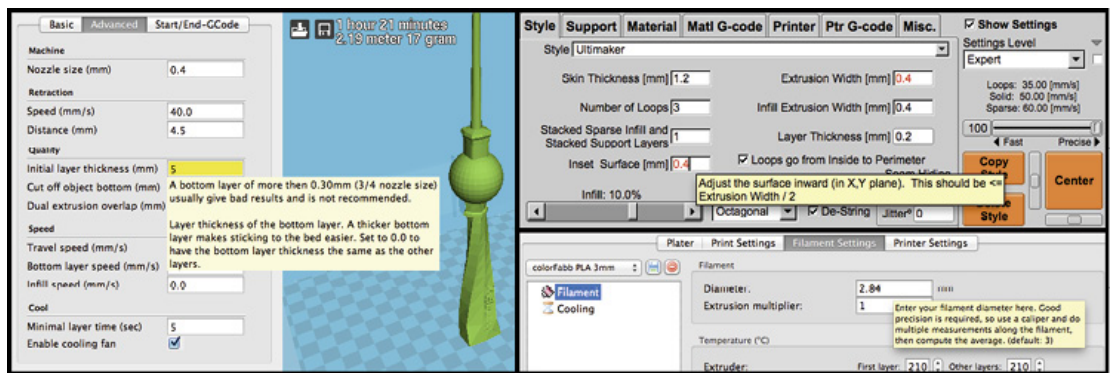 Basic Advanced Start/End-GCode
Machine
Nozzle size (mm) 0.4
Retraction
Speed (mm/s) 40.0
Distance (mm) 4.5
Quality
Initial layer thickness (mm) 5
Cut off object bottom (mm)
Dual extrusion overlap (mm)
Speed
Travel speed (mm/s)
Bottom layer speed (mm/s)
Infill speed (mm/s) 0.0
Cool
Minimal layer time (sec) 5
Enable cooling fan
A bottom layer of more then 0.30mm (3/4 nozzle size)
usually give bad results and is not recommended.
Layer thickness of the bottom layer. A thicker bottom
layer makes sticking to the bed easier. Set to 0.0 to
have the bottom layer thickness the same as the other
layers.
1 hour 21 minutes
2.19 meter 17 gram
Style Support Material Matl G-code Printer Ptr G-code Misc.
Style Ultimaker
Skin Thickness [mm] 1.2 Extrusion Width [mm] 0.4
Number of Loops 3 Infill Extrusion Width [mm] 0.4
Stacked Sparse Infill and
Stacked Support Layers 1 Layer Thickness [mm] 0.2
Inset Surface [mm] 0.4 Loops go from Inside to Perimeter
Infill: 10.0%
Adjust the surface inward (in X,Y plane). This should be <=
Extrusion Width / 2
Octagonal De-String Jitter° 0
Show Settings
Settings Level
Expert
Loops: 35.00 [mm/s]
Solid: 50.00 [mm/s]
Sparse: 60.00 [mm/s]
100
Fast Precise
Copy
Style
Center
Delete
Style
Plater Print Settings Filament Settings Printer Settings
colorFabb PLA 3mm
Filament
Cooling
Filament
Diameter: 2.84 mm
Extrusion multiplier: 1
Enter your filament diameter here. Good
precision is required, so use a caliper and do
multiple measurements along the filament,
then compute the average. (default: 3)
Temperature (°C)
Extruder: First layer: 210 Other layers: 210